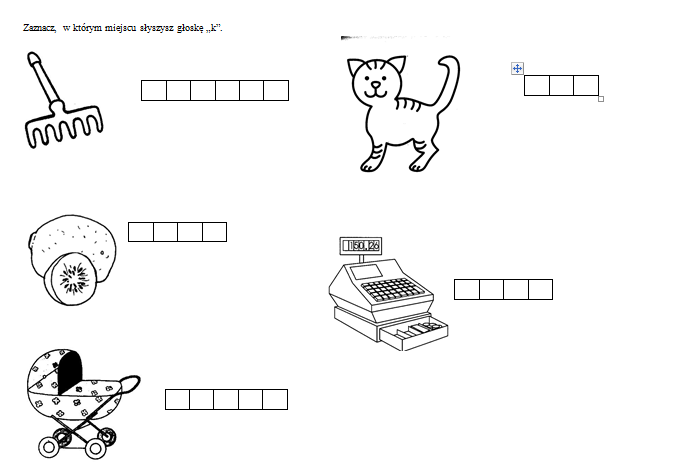 Zaznacz, w którym miejscu słyszysz głoskę „k”.
150.26